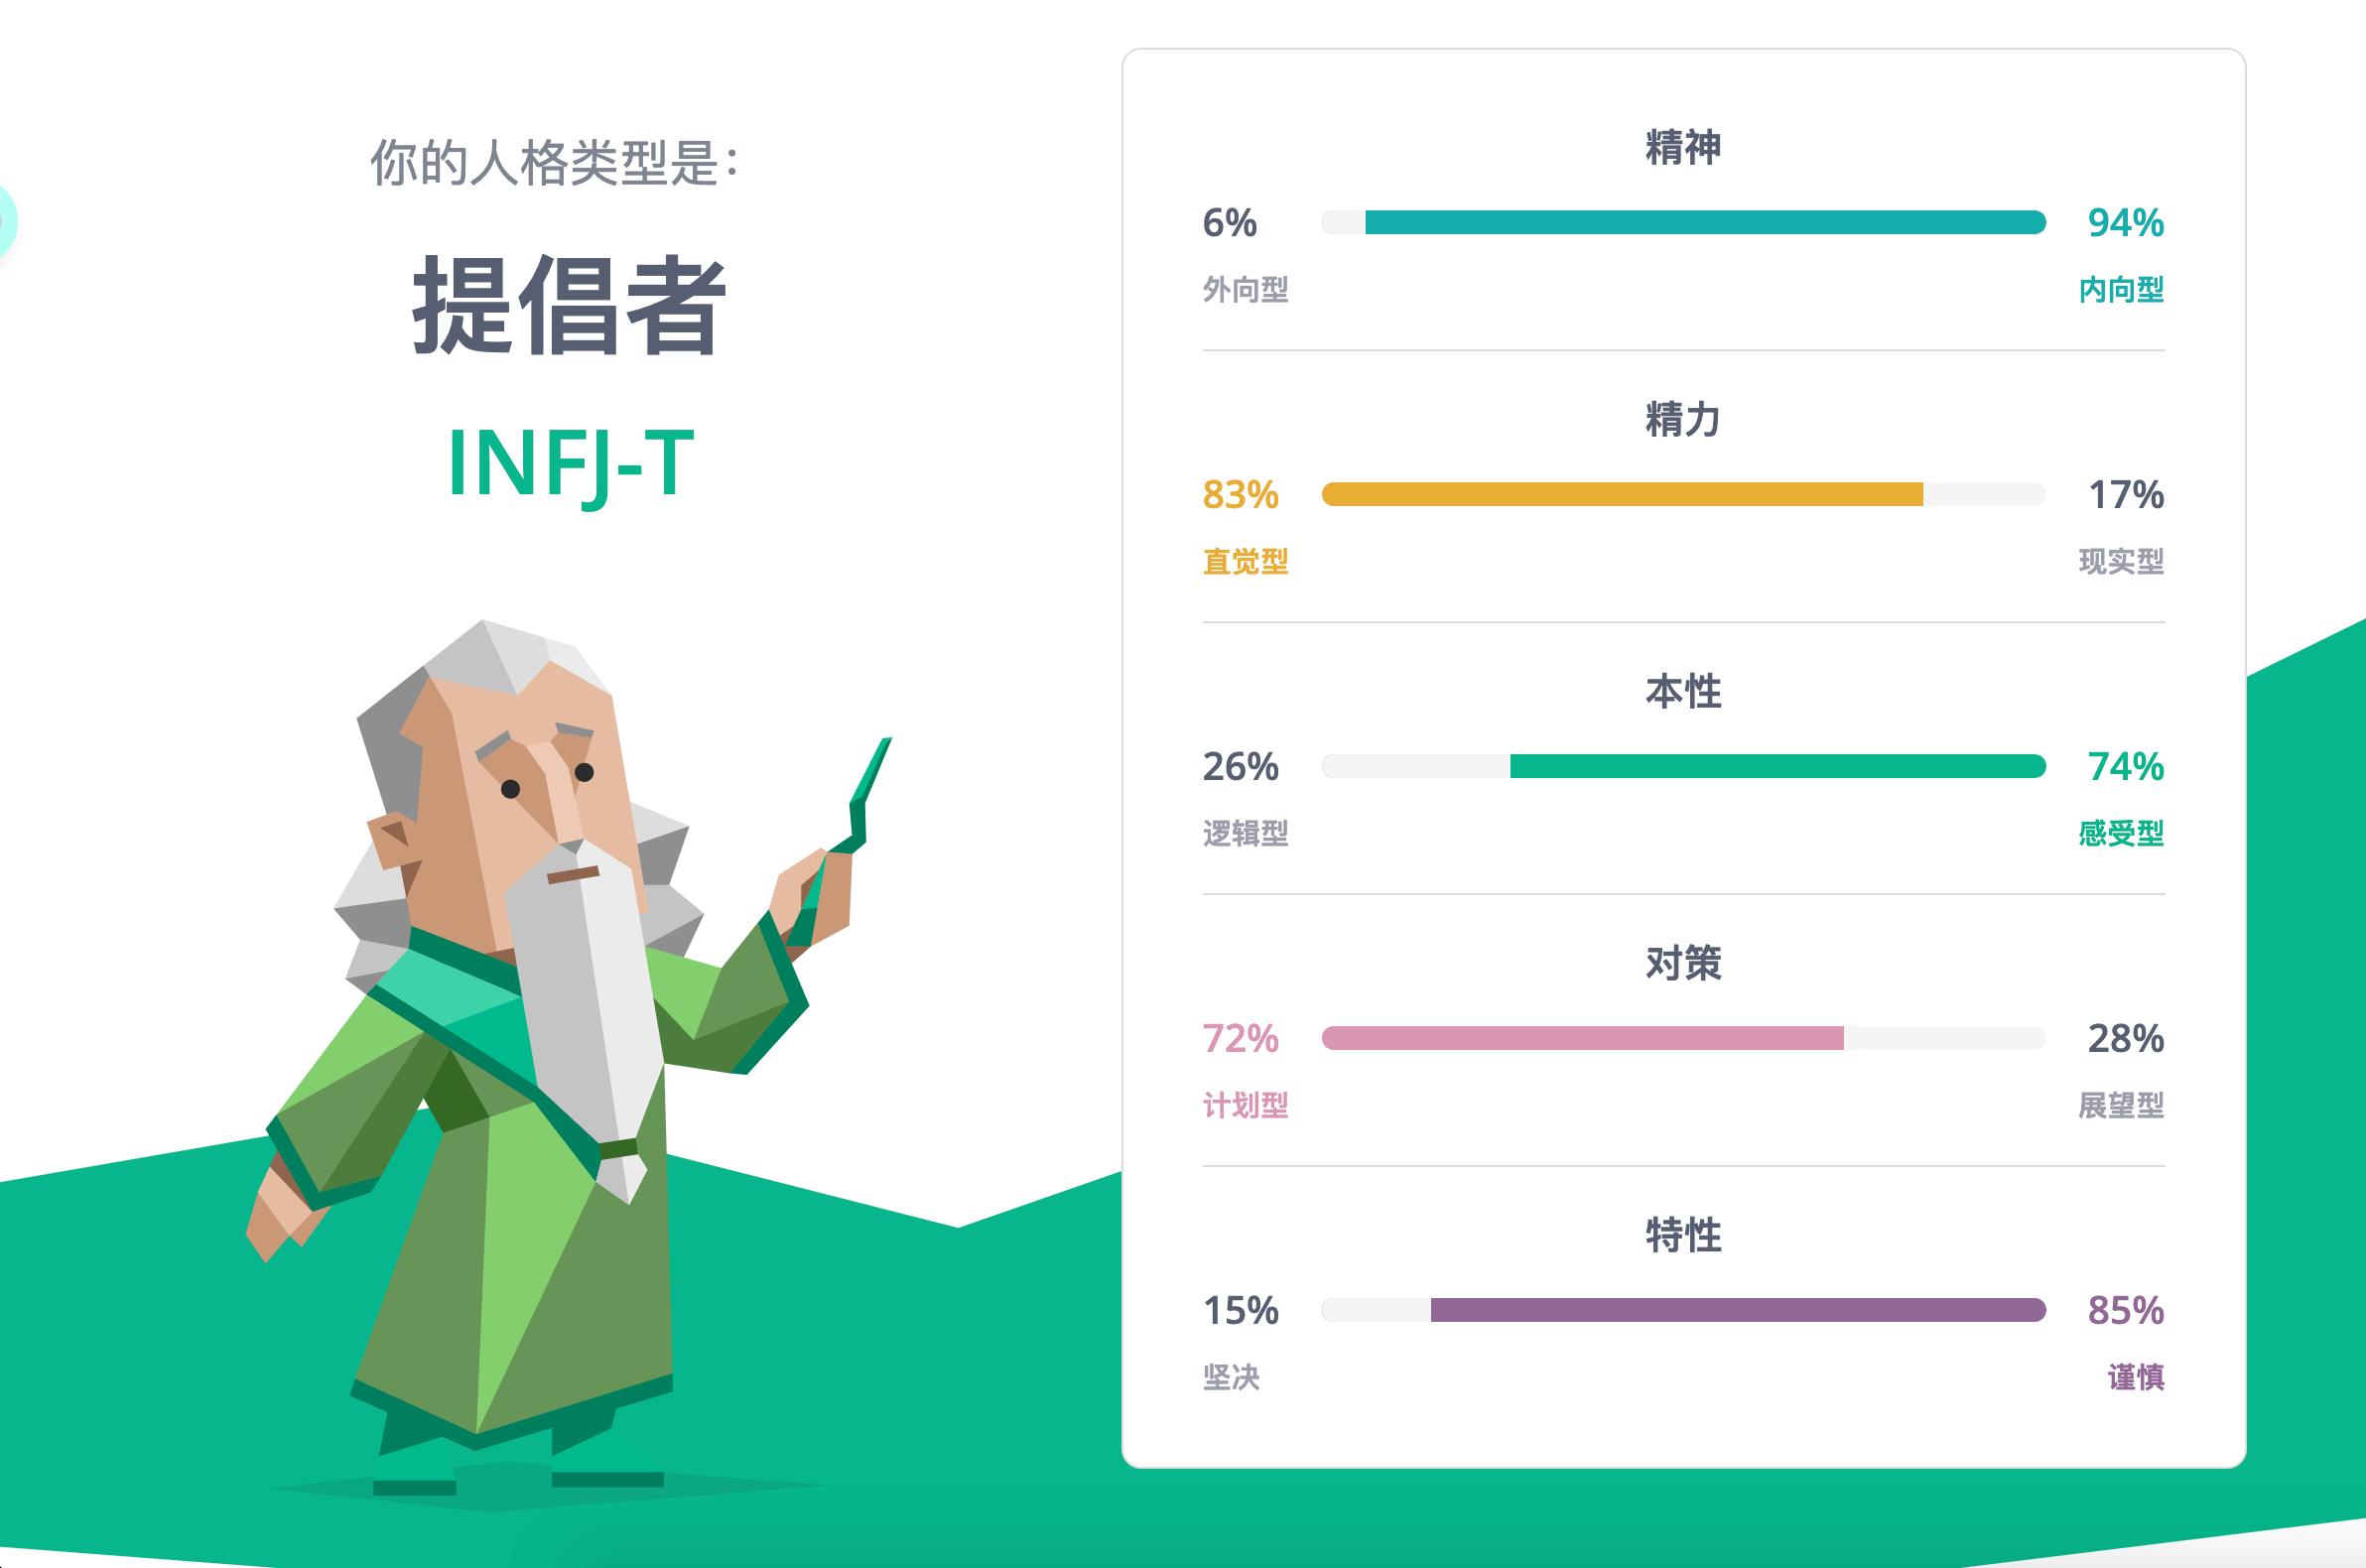 你的人格类型是：
提倡者
INFJ-T
精神
6% 94%
外向型 内向型
精力
83% 17%
直觉型 现实型
本性
26% 74%
逻辑型 感受型
对策
72% 28%
计划型 展望型
特性
15% 85%
坚决 谨慎